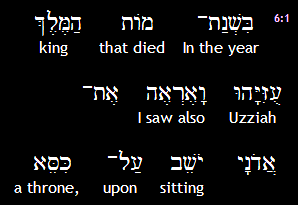 6:1 בִּשְׁנַת־ מוֹת הַמֶּלֶךְ
In the year that died king
עֻזִּיָּהוּ וָאֶרְאֶה אֶת־
Uzziah I saw also
אֲדֹנָי יֹשֵׁב עַל־ כִּסֵּא
sitting upon a throne,